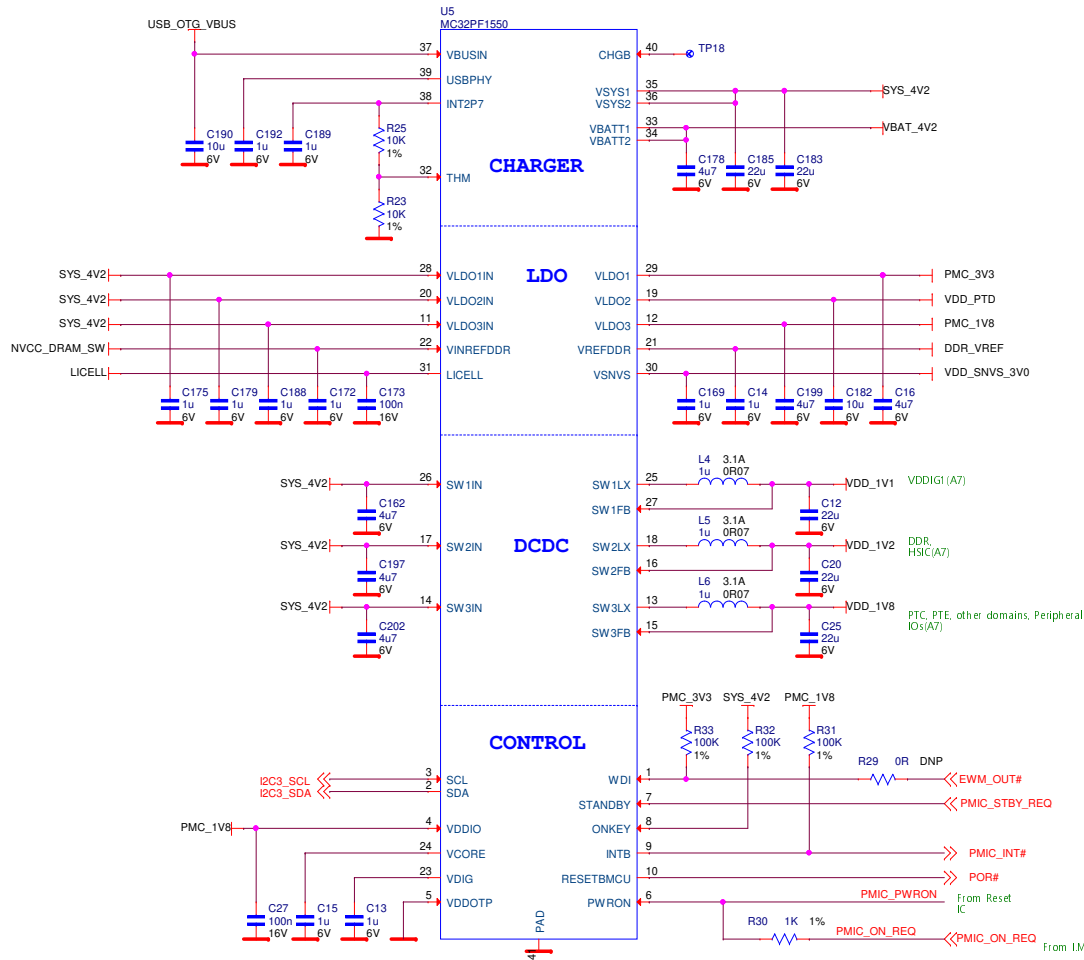 U5
MC32PF1550
USB_OTG_VBUS
37 VBUSIN CHGB 40 TP18
39 USBPHY
38 INT2P7
VSYS1 35 SYS_4V2
VSYS2 36
VBATT1 33 VBAT_4V2
VBATT2 34
R25
10K
1%
C190
10u
6V
C192
1u
6V
C189
1u
6V
CHARGER
C178
4u7
6V
C185
22u
6V
C183
22u
6V
32 THM
R23
10K
1%
LDO
SYS_4V2 28 VLDO1IN VLDO1 29 PMC_3V3
SYS_4V2 20 VLDO2IN VLDO2 19 VDD_PTD
SYS_4V2 11 VLDO3IN VLDO3 12 PMC_1V8
NVCC_DRAM_SW 22 VINREFDDR VREFDDR 21 DDR_VREF
LICELL 31 LICELL VSNVS 30 VDD_SNVS_3V0
C175
1u
6V
C179
1u
6V
C188
1u
6V
C172
1u
6V
C173
100n
16V
C169
1u
6V
C14
1u
6V
C199
4u7
6V
C182
10u
6V
C16
4u7
6V
SYS_4V2 26 SW1IN SW1LX 25 L4 1u 3.1A 0R07 VDD_1V1 VDDIG1(A7)
SW1FB 27
C162
4u7
6V
C12
22u
6V
DCDC
SYS_4V2 17 SW2IN SW2LX 18 L5 1u 3.1A 0R07 VDD_1V2 DDR,
HSIC(A7)
SW2FB 16
C197
4u7
6V
C20
22u
6V
SYS_4V2 14 SW3IN SW3LX 13 L6 1u 3.1A 0R07 VDD_1V8 PTC, PTE, other domains, Peripheral
IOs(A7)
SW3FB 15
C202
4u7
6V
C25
22u
6V
CONTROL
PMC_3V3 SYS_4V2 PMC_1V8
R33
100K
1%
R32
100K
1%
R31
100K
1%
R29 0R DNP
I2C3_SCL 3 SCL WDI 1 EWM_OUT#
I2C3_SDA 2 SDA
STANDBY 7 PMIC_STBY_REQ
PMC_1V8 4 VDDIO ONKEY 8
24 VCORE INTB 9 PMIC_INT#
23 VDIG RESETBMCU 10 POR#
5 VDDOTP PWRON 6 PMIC_PWRON From Reset
IC
C27
100n
16V
C15
1u
6V
C13
1u
6V
PAD
41
R30 1K 1% PMIC_ON_REQ PMIC_ON_REQ
From I.M